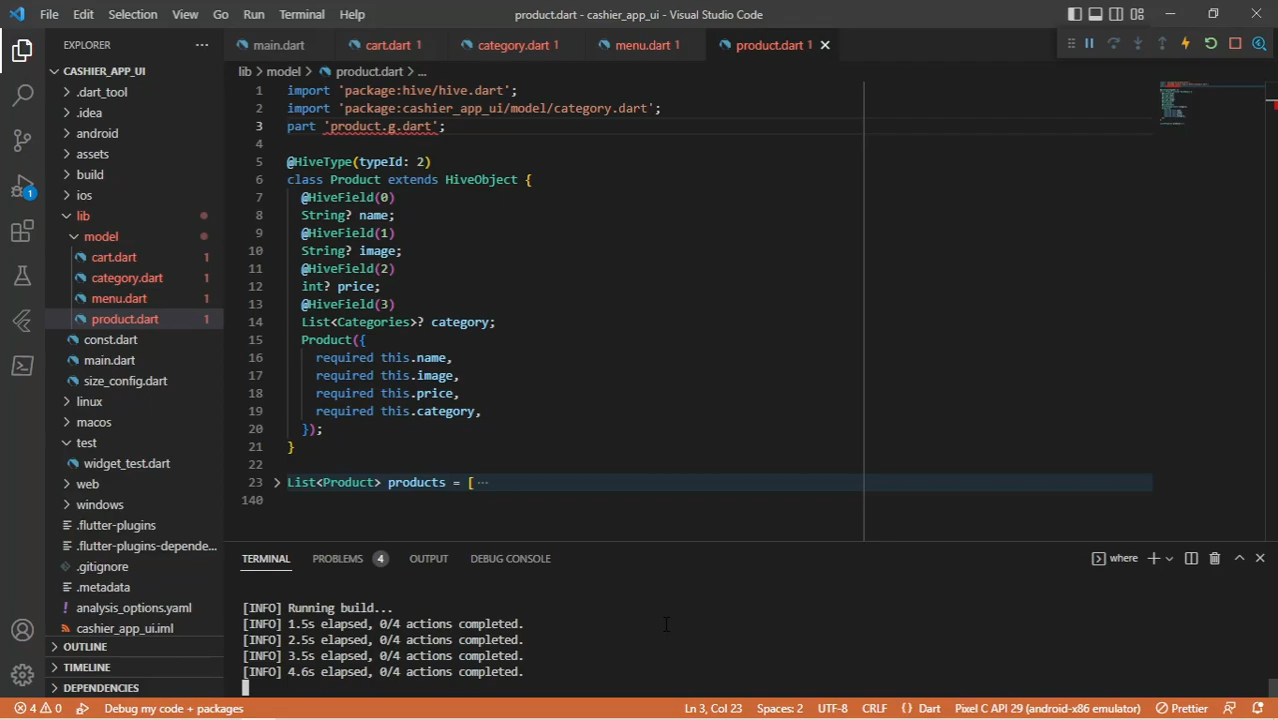 File Edit Selection View Go Run Terminal Help
product.dart - cashier_app_ui - Visual Studio Code
EXPLORER
CASHIER_APP_UI
.dart_tool
.idea
android
assets
build
ios
lib
model
cart.dart 1
category.dart 1
menu.dart 1
product.dart 1
const.dart
main.dart
size_config.dart
linux
macos
test
widget_test.dart
web
windows
.flutter-plugins
.flutter-plugins-depende...
.gitignore
.metadata
analysis_options.yaml
cashier_app_ui.iml
OUTLINE
TIMELINE
DEPENDENCIES
1
main.dart cart.dart 1 category.dart 1 menu.dart 1 product.dart 1
lib > model > product.dart > ...
1 import 'package:hive/hive.dart';
2 import 'package:cashier_app_ui/model/category.dart';
3 part 'product.g.dart';
4
5 @HiveType(typeId: 2)
6 class Product extends HiveObject {
7 @HiveField(0)
8 String? name;
9 @HiveField(1)
10 String? image;
11 @HiveField(2)
12 int? price;
13 @HiveField(3)
14 List<Categories>? category;
15 Product({
16 required this.name,
17 required this.image,
18 required this.price,
19 required this.category,
20 });
21 }
22
23 List<Product> products = [ ...
140
TERMINAL PROBLEMS 4 OUTPUT DEBUG CONSOLE
where
[INFO] Running build...
[INFO] 1.5s elapsed, 0/4 actions completed.
[INFO] 2.5s elapsed, 0/4 actions completed.
[INFO] 3.5s elapsed, 0/4 actions completed.
[INFO] 4.6s elapsed, 0/4 actions completed.
4 0 Debug my code + packages
Ln 3, Col 23 Spaces: 2 UTF-8 CRLF {} Dart Pixel C API 29 (android-x86 emulator) Prettier